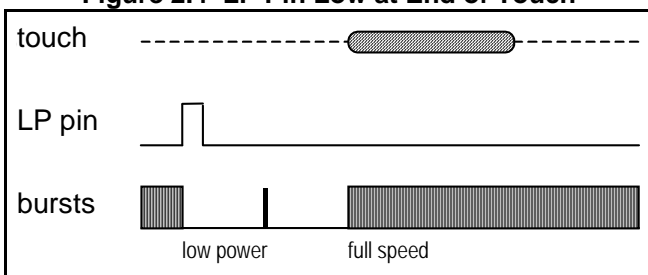 Figure 2.1 LP Pin Low at End of Touch
touch
LP pin
bursts
low power
full speed